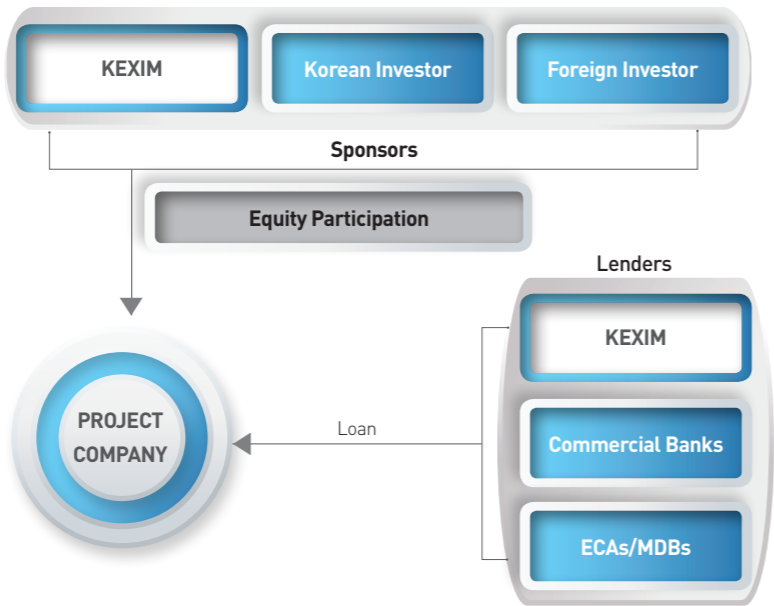 KEXIM
Korean Investor
Foreign Investor
Sponsors
Equity Participation
Lenders
KEXIM
PROJECT
COMPANY
Loan
Commercial Banks
ECAs/MDBs